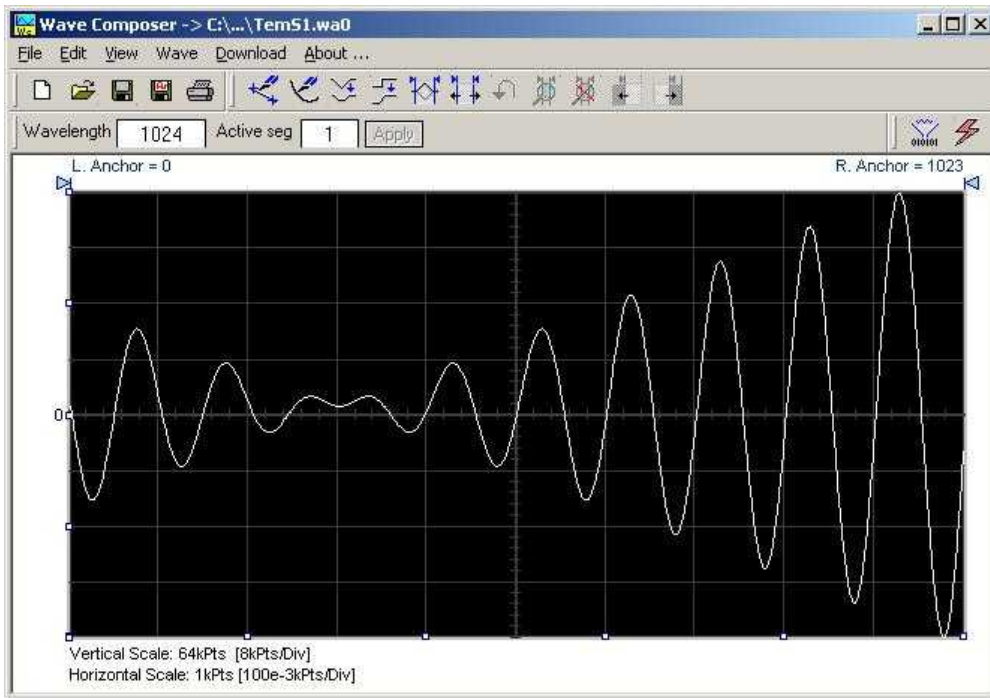 Wave Composer -> C:\...\TemS1.wa0
File Edit View Wave Download About ...
Wavelength 1024 Active seg 1 Apply
010101
L. Anchor = 0 R. Anchor = 1023
0
Vertical Scale: 64kPts [8kPts/Div]
Horizontal Scale: 1kPts [100e-3kPts/Div]